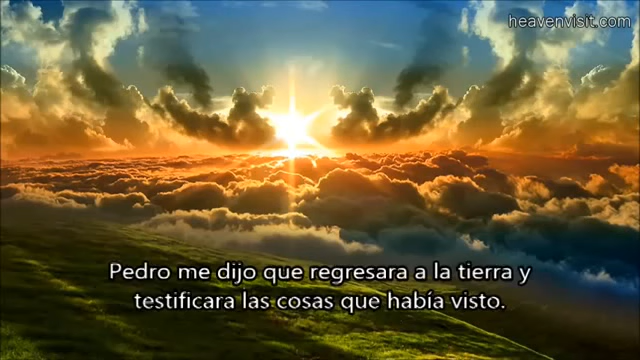 heavenvisit.com
Pedro me dijo que regresara a la tierra y
testificara las cosas que había visto.